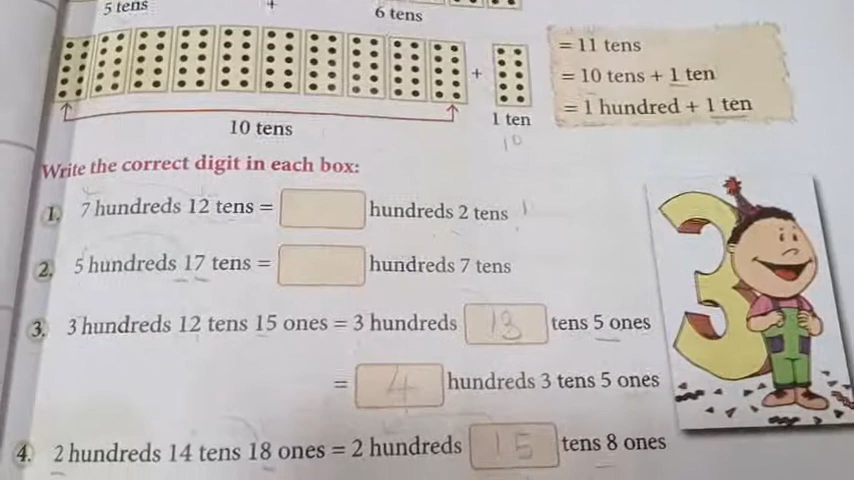 5 tens + 6 tens
+
10 tens
1 ten
10
= 11 tens
= 10 tens + 1 ten
= 1 hundred + 1 ten
Write the correct digit in each box:
1. 7 hundreds 12 tens = hundreds 2 tens
2. 5 hundreds 17 tens = hundreds 7 tens
3. 3 hundreds 12 tens 15 ones = 3 hundreds 13 tens 5 ones
= 4 hundreds 3 tens 5 ones
3
4. 2 hundreds 14 tens 18 ones = 2 hundreds 15 tens 8 ones